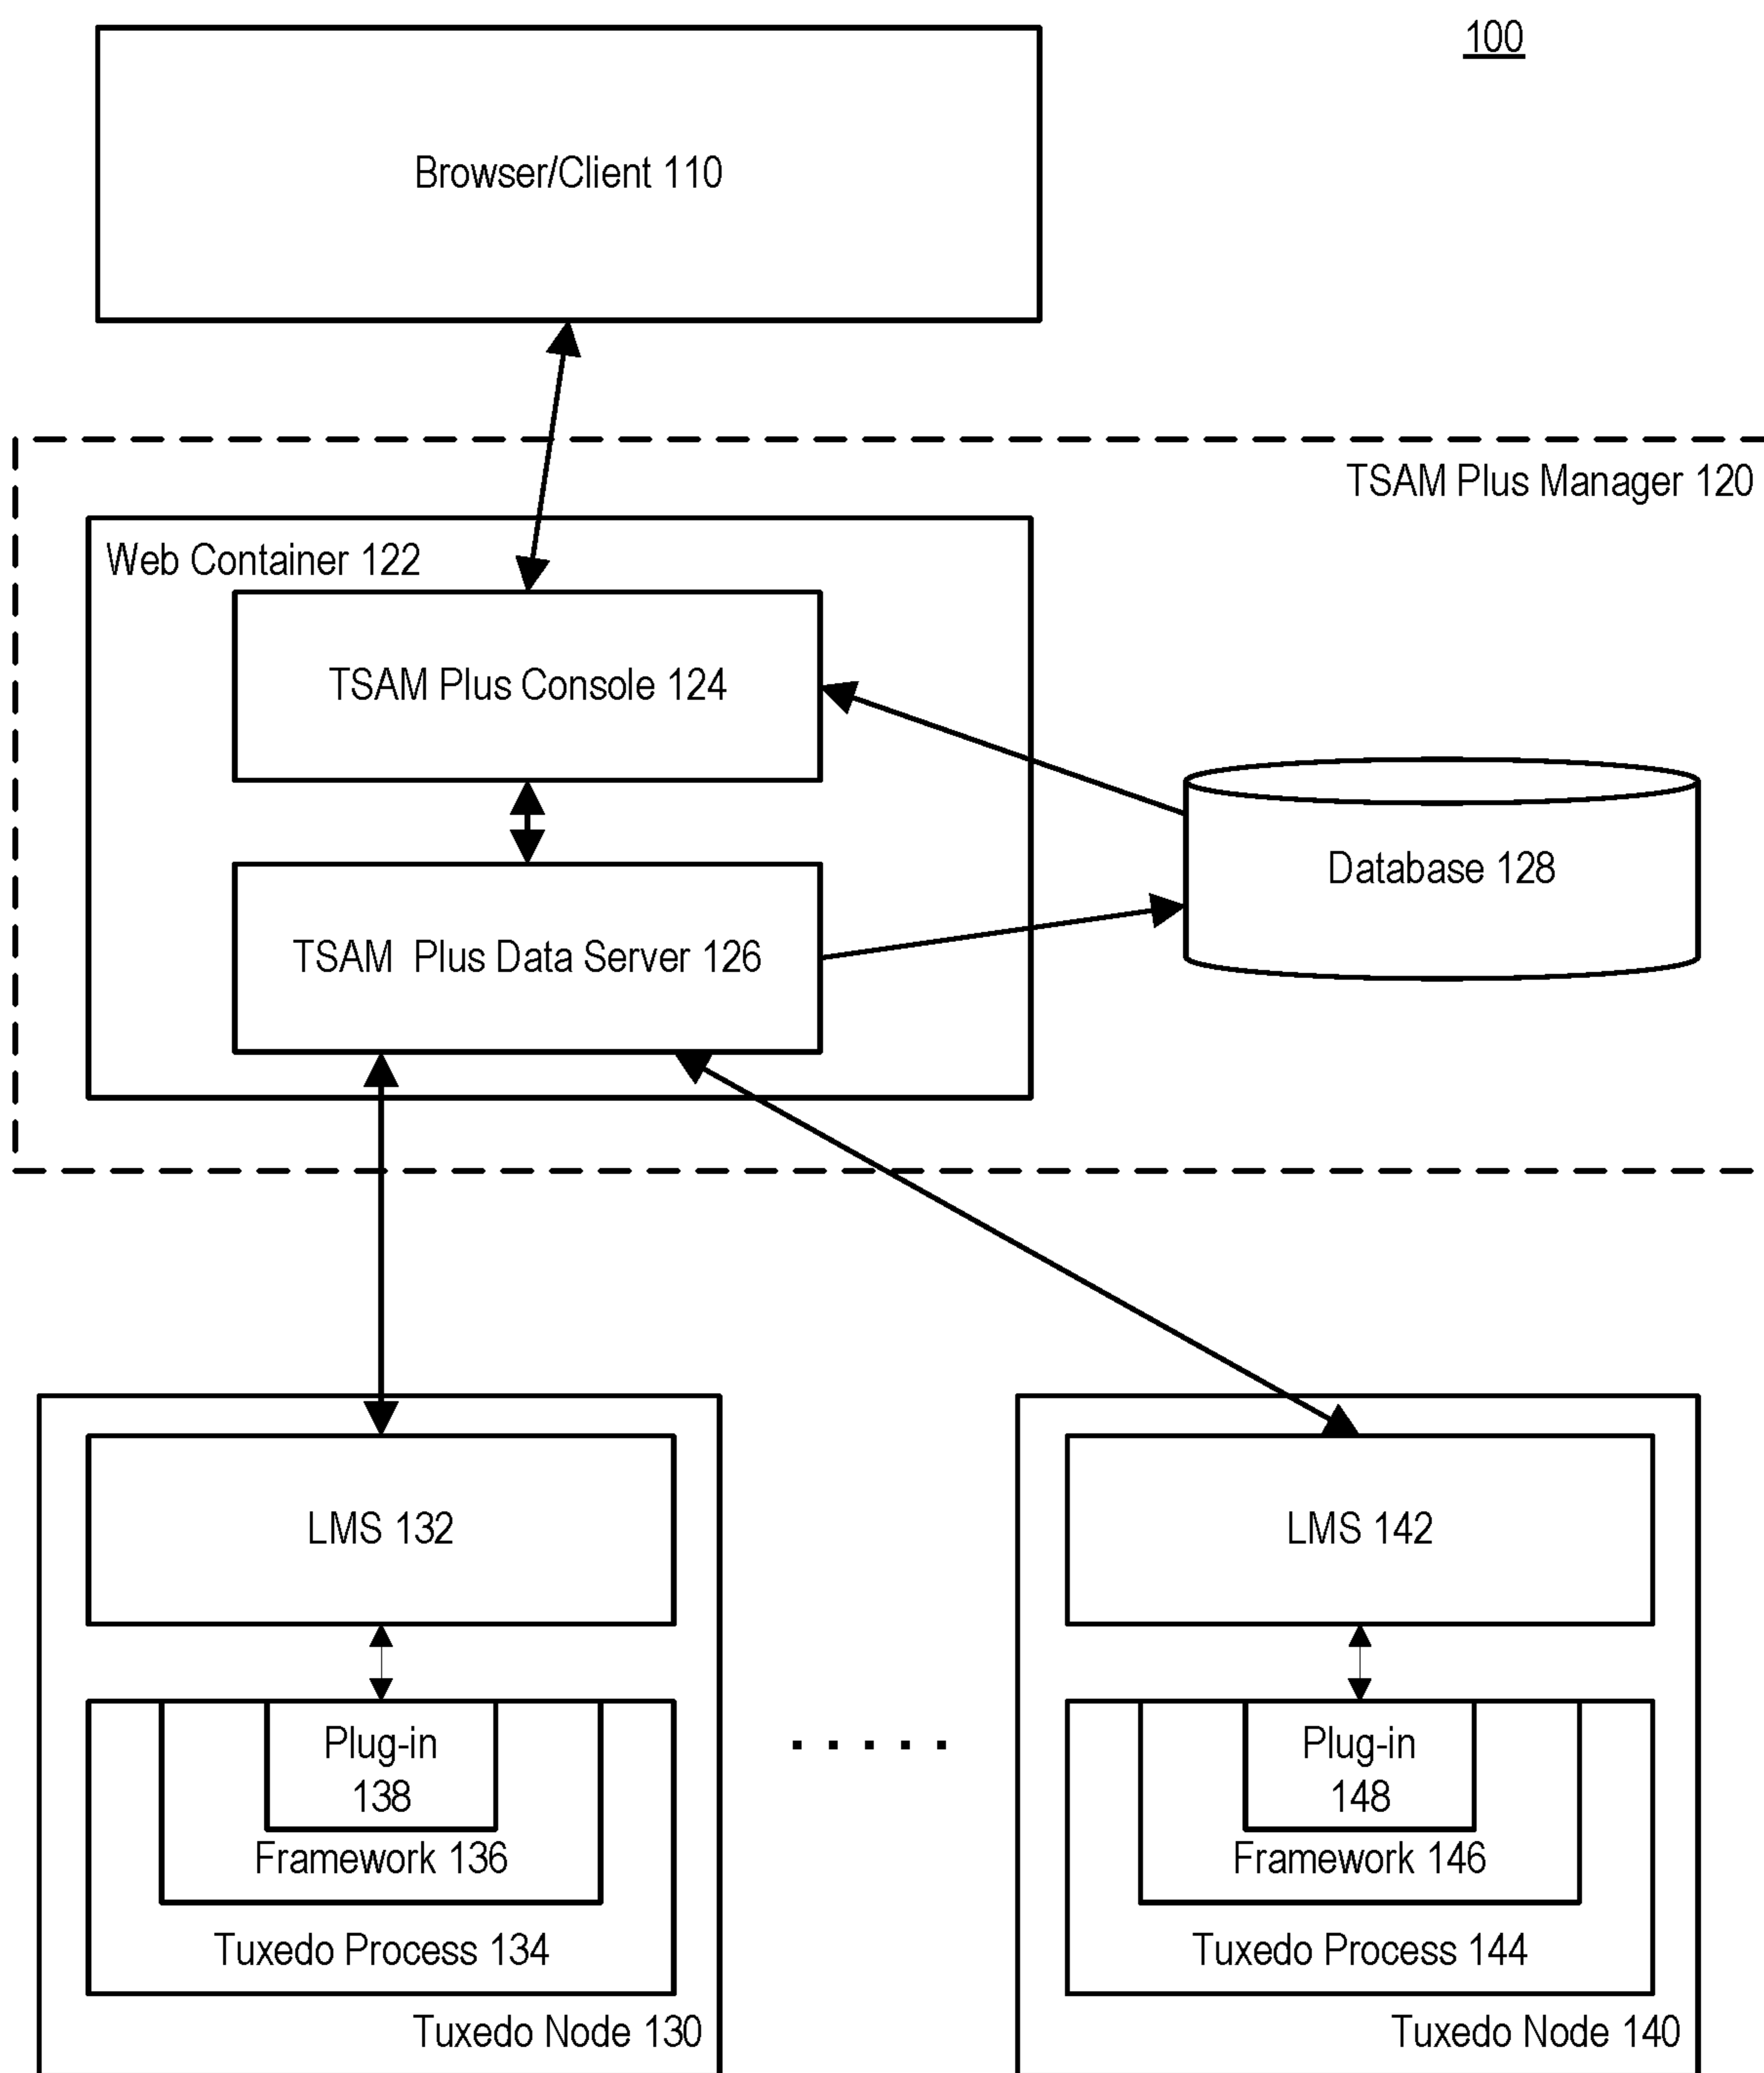 100
Browser/Client 110
TSAM Plus Manager 120
Web Container 122
TSAM Plus Console 124
Database 128
TSAM Plus Data Server 126
LMS 132
LMS 142
Plug-in
138
Framework 136
Tuxedo Process 134
Tuxedo Node 130
.....
Plug-in
148
Framework 146
Tuxedo Process 144
Tuxedo Node 140